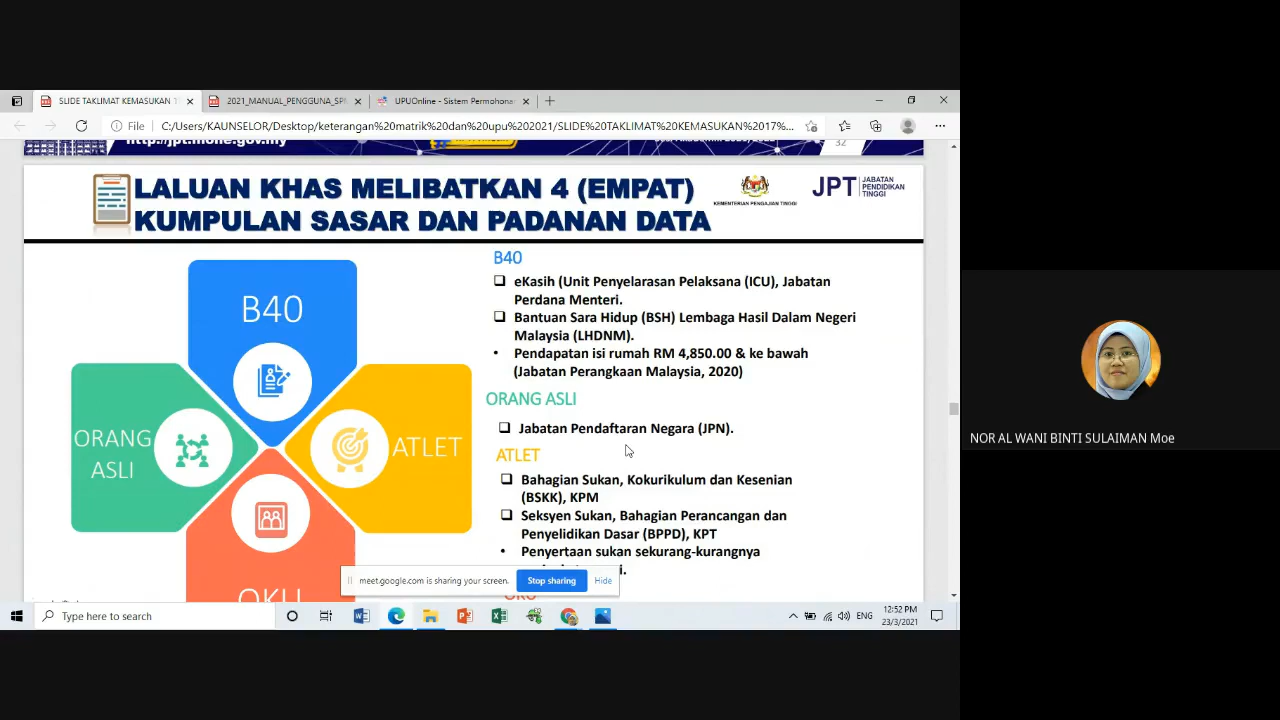 SLIDE TAKLIMAT KEMASUKAN
2021_MANUAL_PENGGUNA_SP
UPUOnline - Sistem Permohona
File
C:/Users/KAUNSELOR/Desktop/keterangan%20matrik%20dan%20upu%202021/SLIDE%20TAKLIMAT%20KEMASUKAN%2017%...
32
LALUAN KHAS MELIBATKAN 4 (EMPAT)
KUMPULAN SASAR DAN PADANAN DATA
KEMENTERIAN PENGAJIAN TINGGI
JPT
JABATAN
PENDIDIKAN
TINGGI
B40
ORANG
ASLI
ATLET
OKU
B40
eKasih (Unit Penyelarasan Pelaksana (ICU), Jabatan
Perdana Menteri.
Bantuan Sara Hidup (BSH) Lembaga Hasil Dalam Negeri
Malaysia (LHDNM).
• Pendapatan isi rumah RM 4,850.00 & ke bawah
(Jabatan Perangkaan Malaysia, 2020)
ORANG ASLI
Jabatan Pendaftaran Negara (JPN).
ATLET
Bahagian Sukan, Kokurikulum dan Kesenian
(BSKK), KPM
Seksyen Sukan, Bahagian Perancangan dan
Penyelidikan Dasar (BPPD), KPT
• Penyertaan sukan sekurang-kurangnya
OKU
meet.google.com is sharing your screen.
Stop sharing
Hide
Type here to search
ENG
12:52 PM
23/3/2021
NOR AL WANI BINTI SULAIMAN Moe